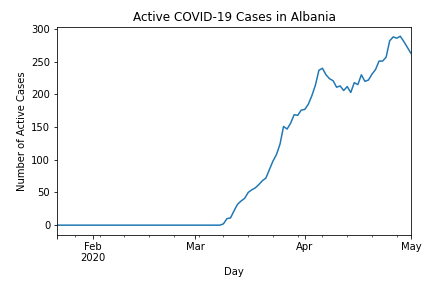 Active COVID-19 Cases in Albania
300
250
200
150
100
50
0
Number of Active Cases
Feb
2020
Mar
Apr
May
Day